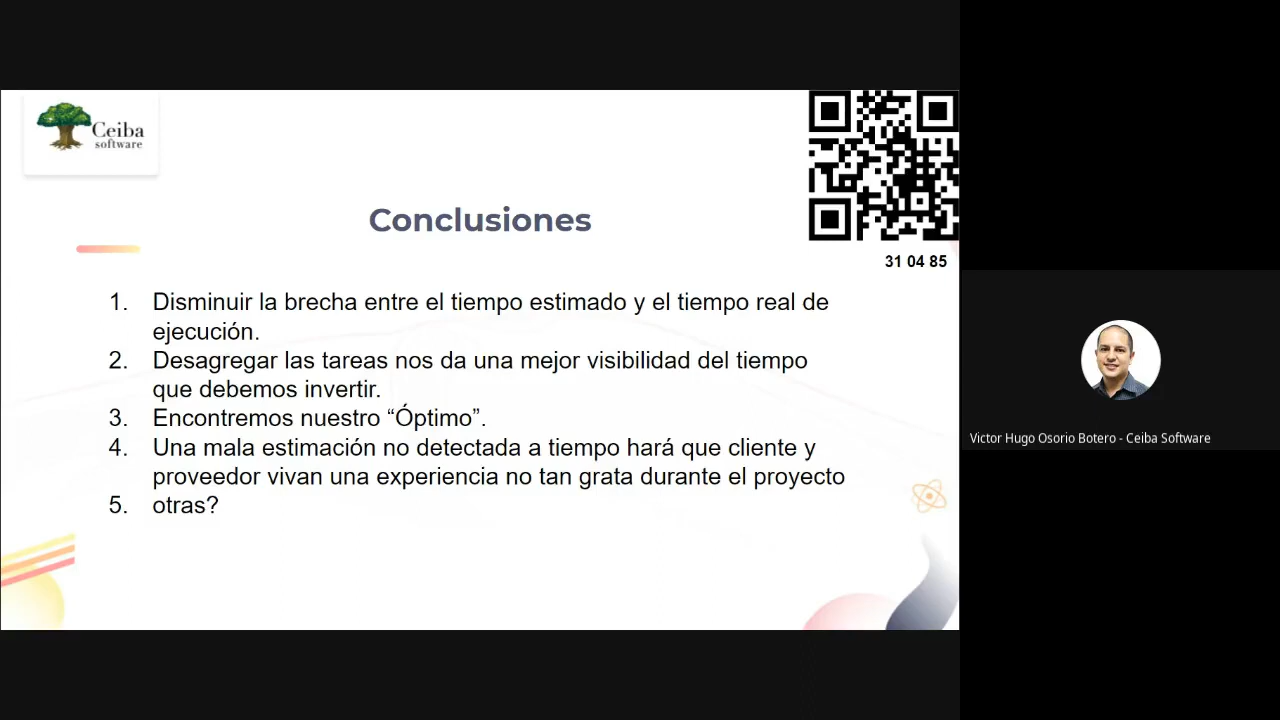 Ceiba
software
Conclusiones
31 04 85
1. Disminuir la brecha entre el tiempo estimado y el tiempo real de
ejecución.
2. Desagregar las tareas nos da una mejor visibilidad del tiempo
que debemos invertir.
3. Encontremos nuestro “Óptimo”.
4. Una mala estimación no detectada a tiempo hará que cliente y
proveedor vivan una experiencia no tan grata durante el proyecto
5. otras?
Victor Hugo Osorio Botero - Ceiba Software